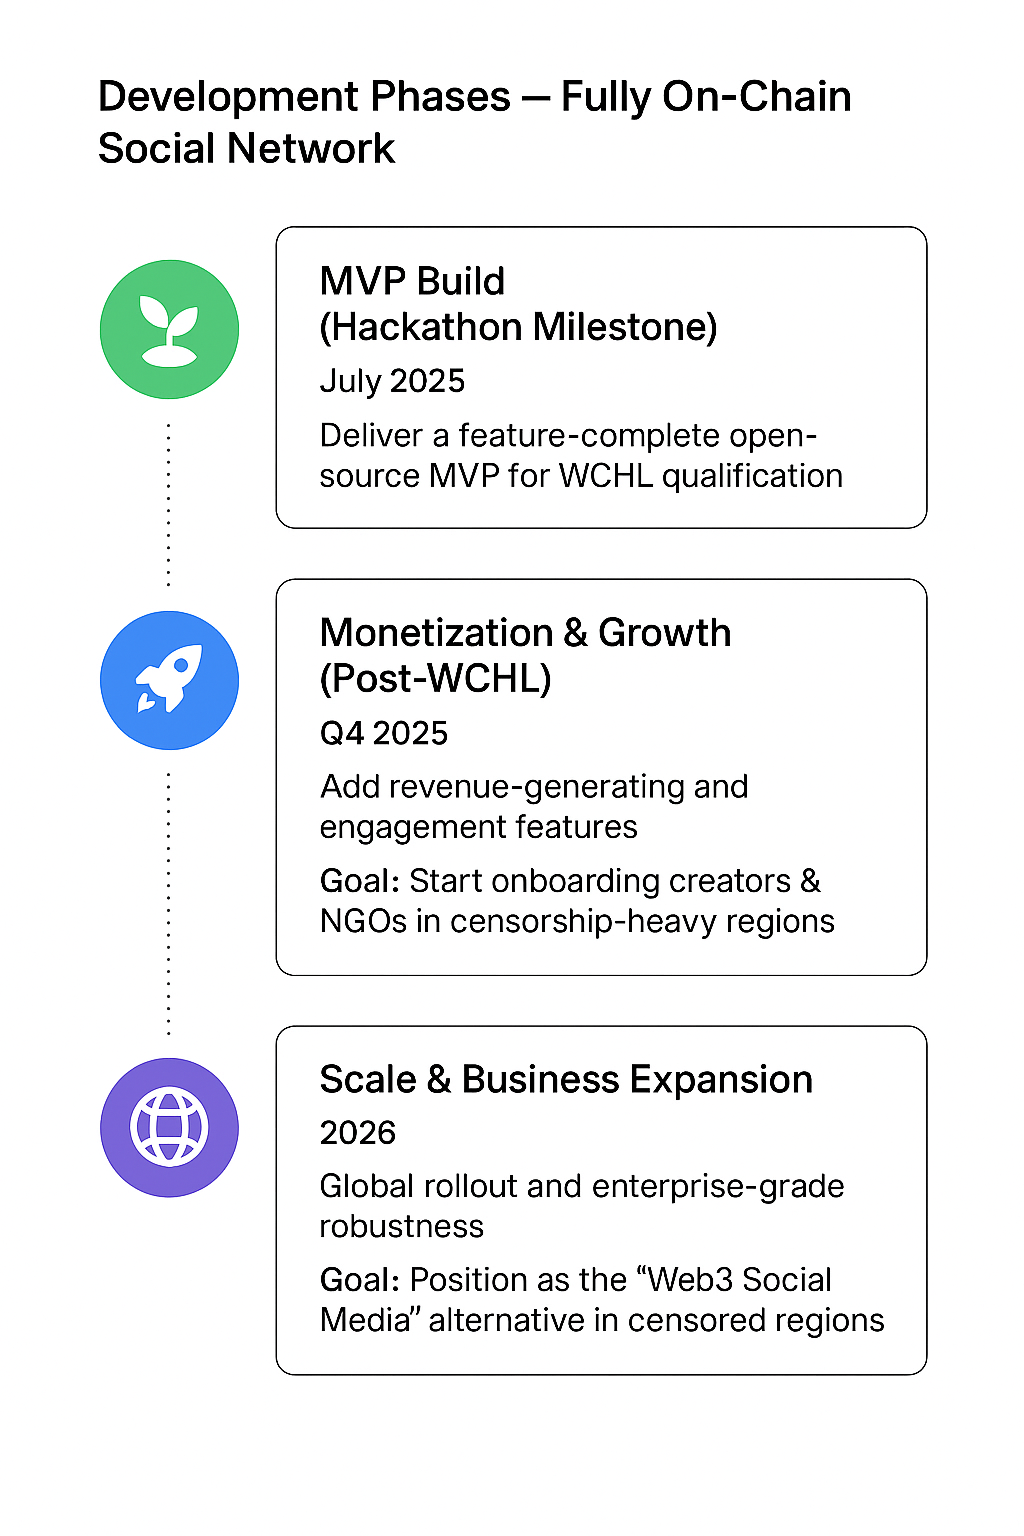 Development Phases — Fully On-Chain
Social Network
MVP Build
(Hackathon Milestone)
July 2025
Deliver a feature-complete open-
source MVP for WCHL qualification
Monetization & Growth
(Post-WCHL)
Q4 2025
Add revenue-generating and
engagement features
Goal: Start onboarding creators &
NGOs in censorship-heavy regions
Scale & Business Expansion
2026
Global rollout and enterprise-grade
robustness
Goal: Position as the “Web3 Social
Media” alternative in censored regions